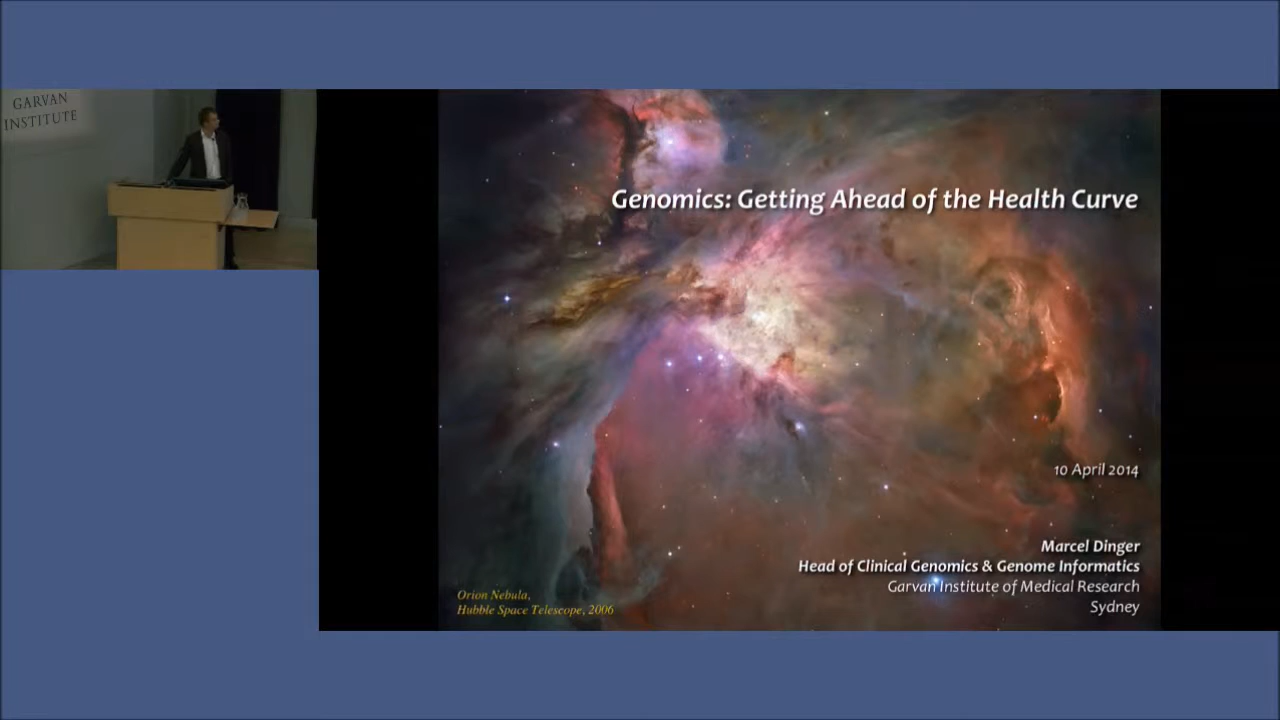 GARVAN
INSTITUTE
Genomics: Getting Ahead of the Health Curve
10 April 2014
Marcel Dinger
Head of Clinical Genomics & Genome Informatics
Garvan Institute of Medical Research
Sydney
Orion Nebula,
Hubble Space Telescope, 2006